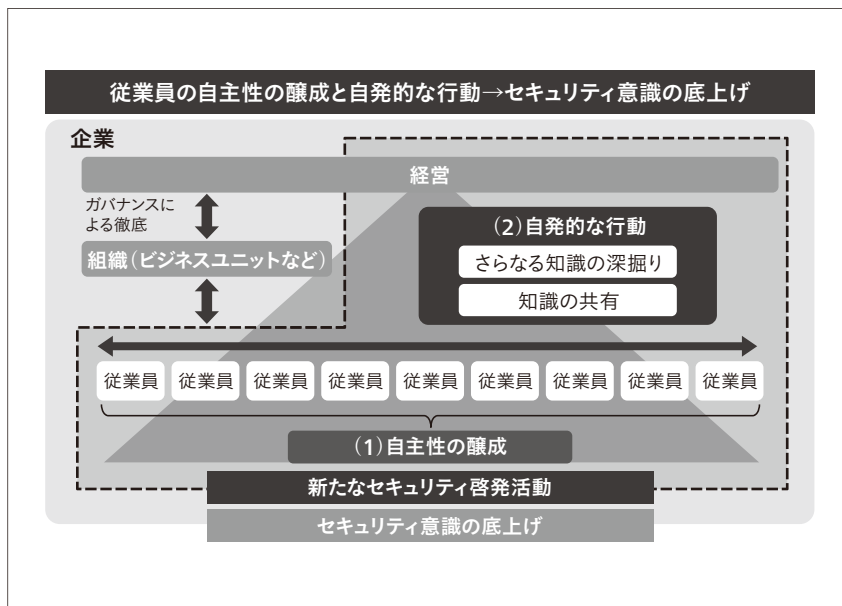 従業員の自主性の醸成と自発的な行動→セキュリティ意識の底上げ
企業
経営
ガバナンスに
よる徹底
組織（ビジネスユニットなど）
（2）自発的な行動
さらなる知識の深掘り
知識の共有
従業員 従業員 従業員 従業員 従業員 従業員 従業員 従業員 従業員
（1）自主性の醸成
新たなセキュリティ啓発活動
セキュリティ意識の底上げ